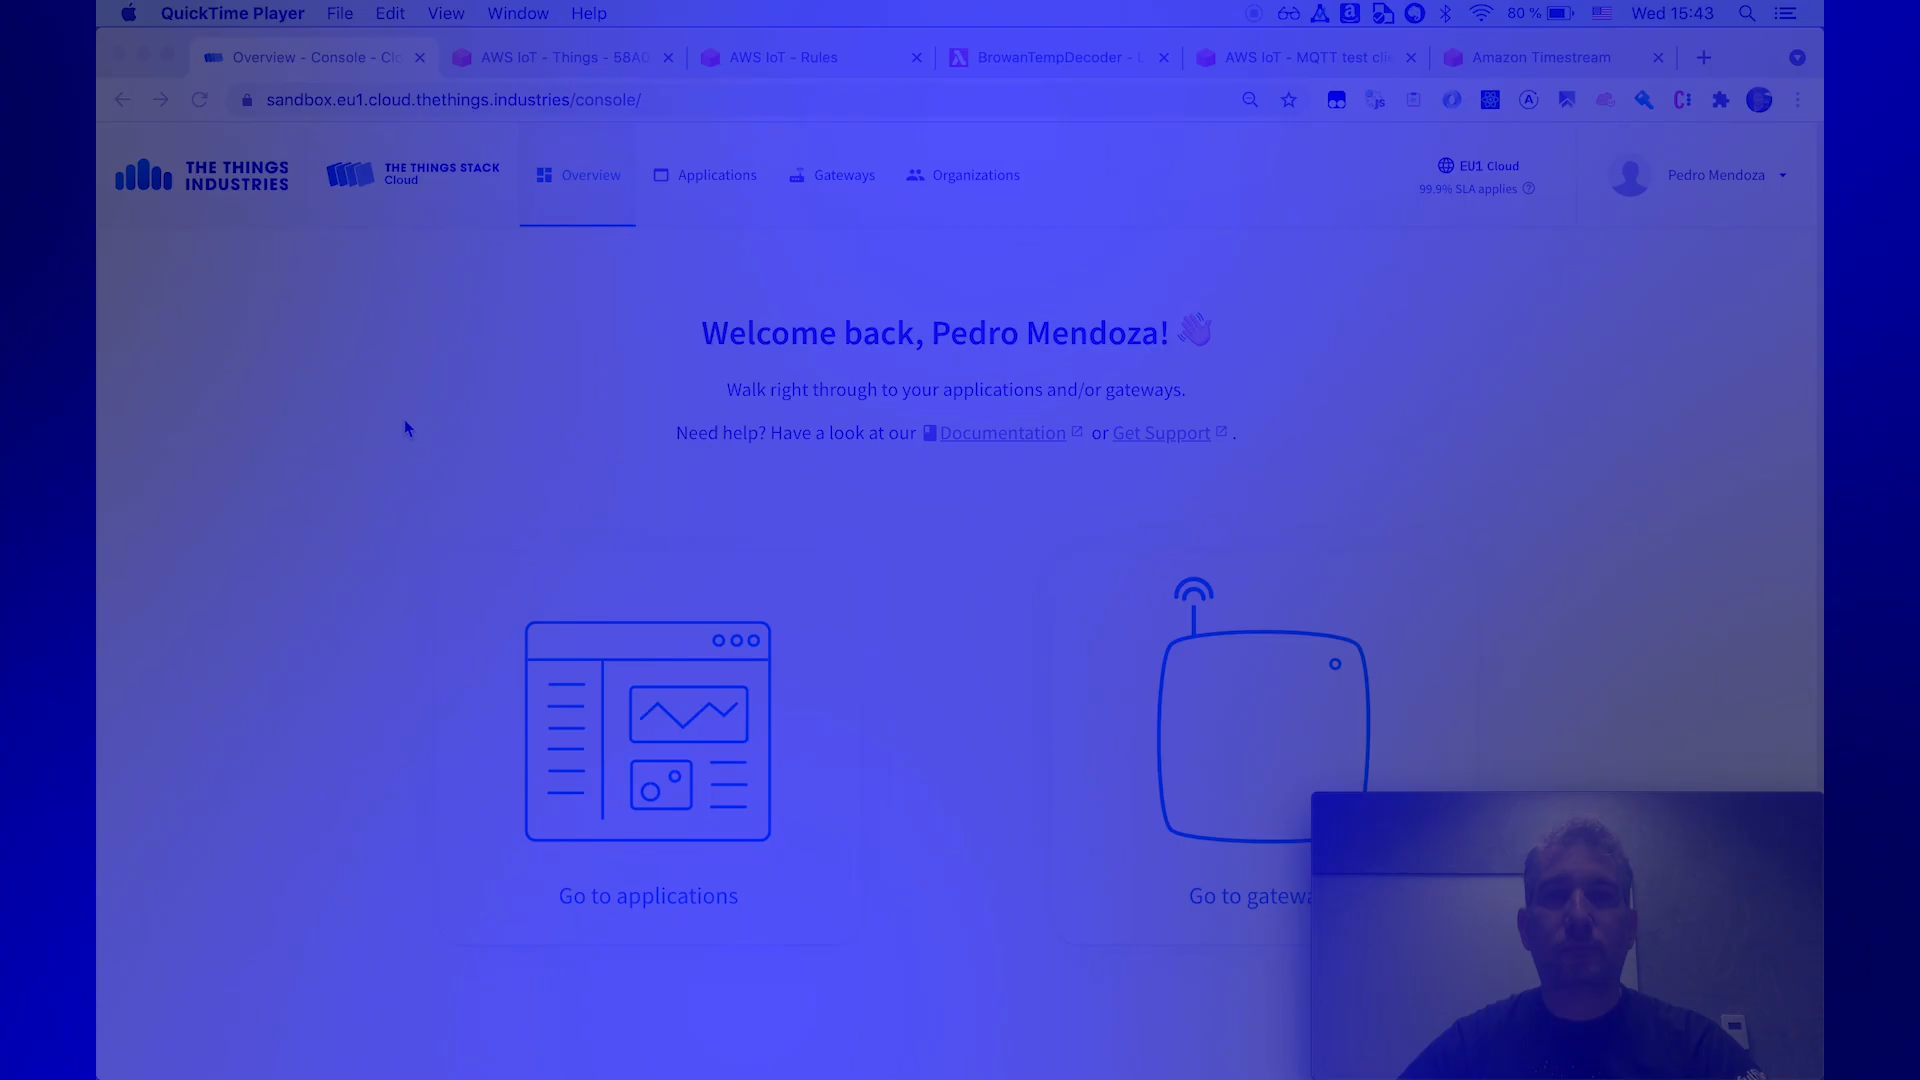 QuickTime Player File Edit View Window Help 80 % Wed 15:43
Overview - Console - Clo AWS IoT - Things - 58A0 AWS IoT - Rules BrowanTempDecoder - L AWS IoT - MQTT test clie Amazon Timestream
sandbox.eu1.cloud.thethings.industries/console/
THE THINGS INDUSTRIES
THE THINGS STACK
Cloud
Overview Applications Gateways Organizations
EU1 Cloud
99.9% SLA applies
Pedro Mendoza
Welcome back, Pedro Mendoza! 👋
Walk right through to your applications and/or gateways.
Need help? Have a look at our Documentation or Get Support .
Go to applications
Go to gatewa